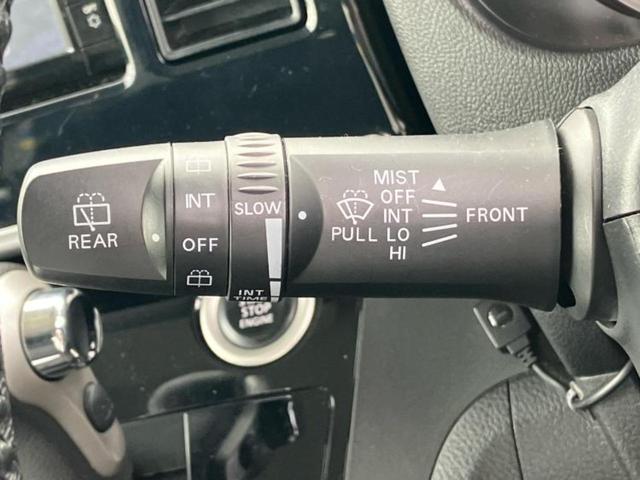 REAR
INT
OFF
SLOW
INT
TIME
MIST
OFF
INT
PULL LO
HI
FRONT
STOP
ENGINE